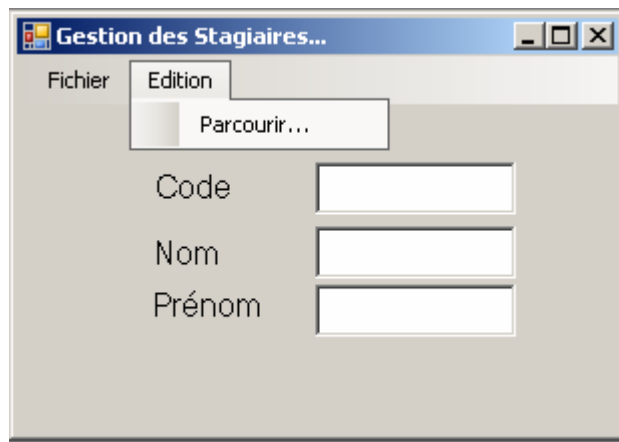 Gestion des Stagiaires...
Fichier Edition
Parcourir...
Code
Nom
Prénom